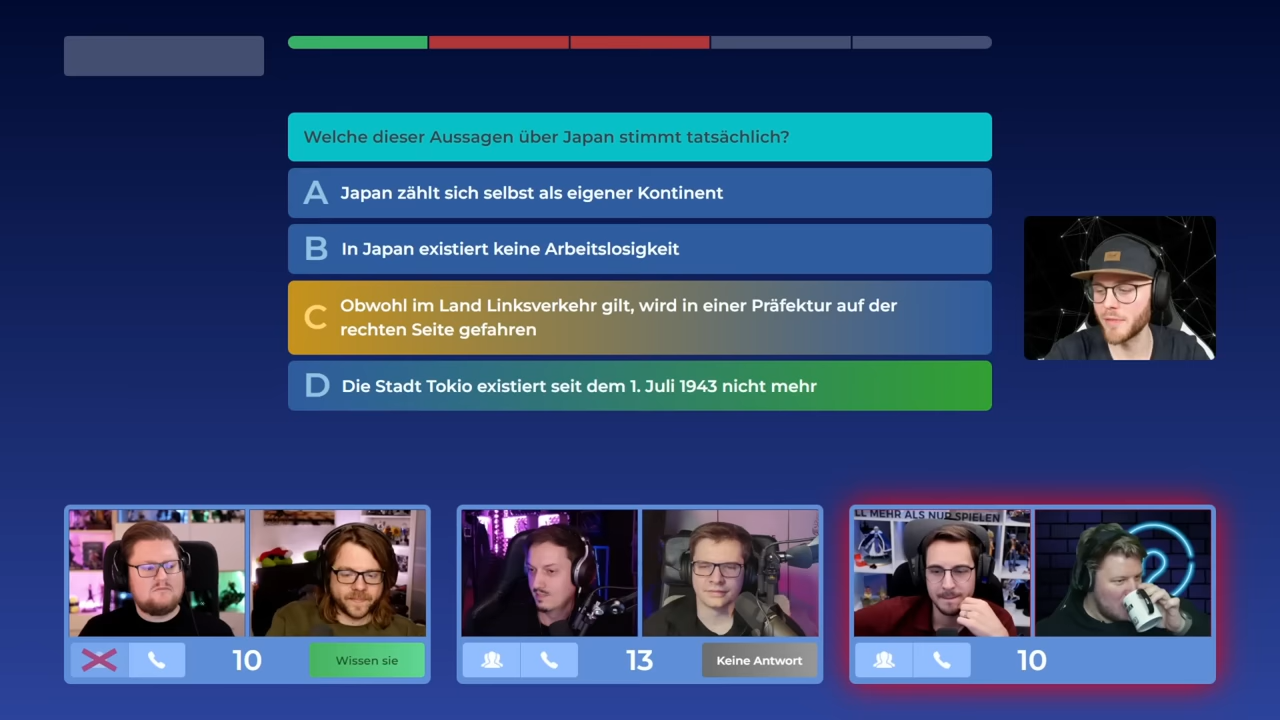 Welche dieser Aussagen über Japan stimmt tatsächlich?
A Japan zählt sich selbst als eigener Kontinent
B In Japan existiert keine Arbeitslosigkeit
C Obwohl im Land Linksverkehr gilt, wird in einer Präfektur auf der
rechten Seite gefahren
D Die Stadt Tokio existiert seit dem 1. Juli 1943 nicht mehr
LL MEHR ALS NUR SPIELEN
10 Wissen sie
13 Keine Antwort
10